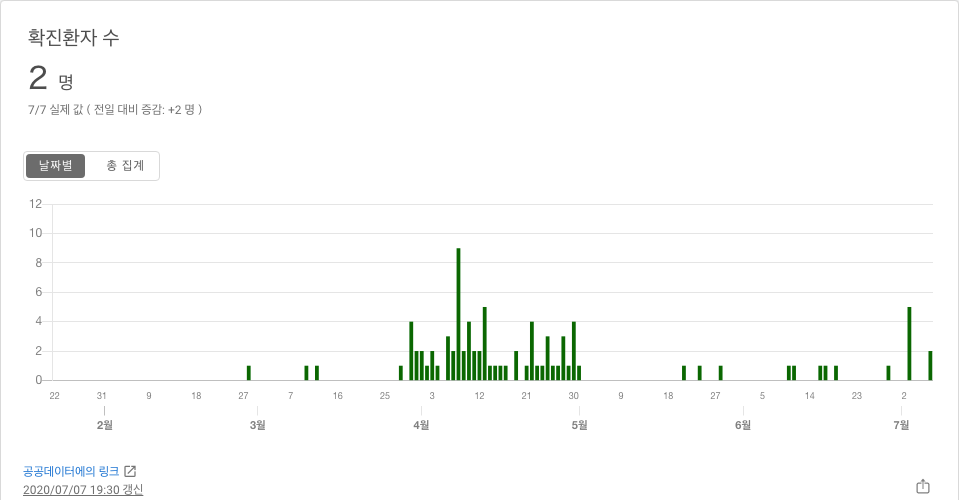 확진환자 수
2 명
7/7 실제 값 ( 전일 대비 증감: +2 명 )
날짜별 총 집계
12
10
8
6
4
2
0
22 31 9 18 27 7 16 25 3 12 21 30 9 18 27 5 14 23 2
2월 3월 4월 5월 6월 7월
공공데이터에의 링크
2020/07/07 19:30 갱신